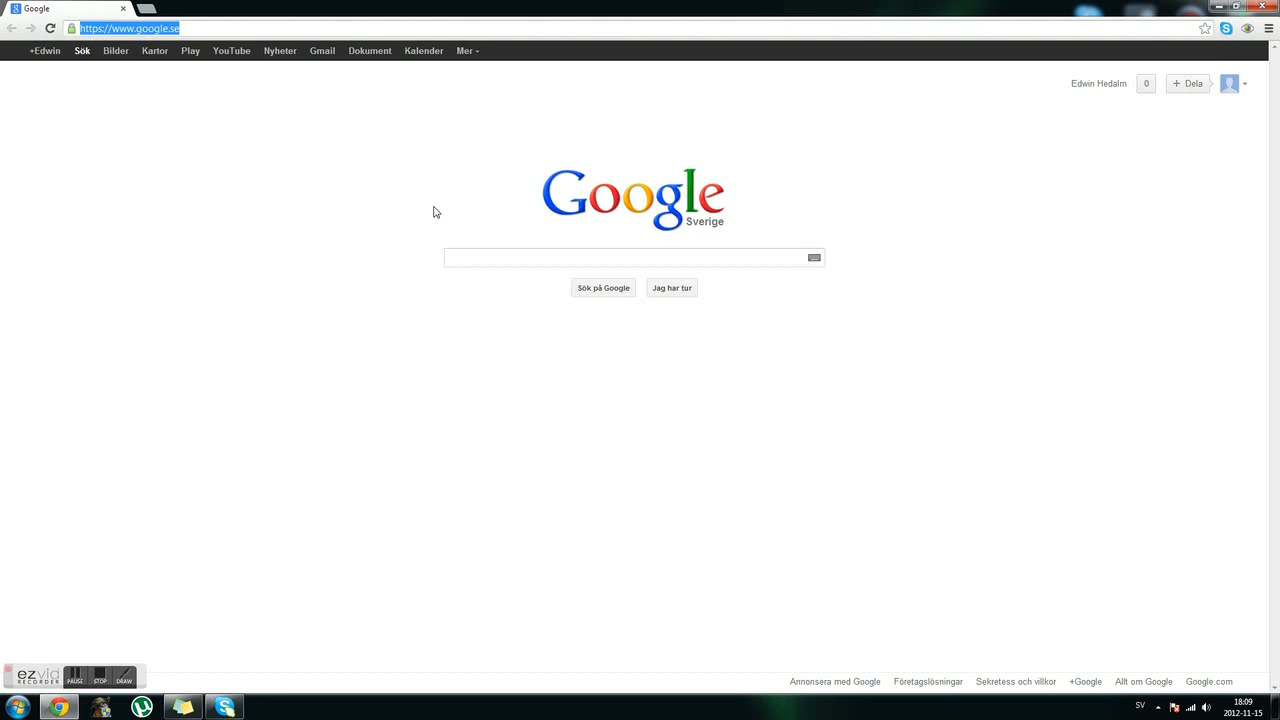 Google
https://www.google.se
+Edwin Sök Bilder Kartor Play YouTube Nyheter Gmail Dokument Kalender Mer
Edwin Hedalm 0 + Dela
Google
Sverige
Sök på Google Jag har tur
ezvid
RECORDER
PAUSE STOP DRAW
Annonsera med Google Företagslösningar Sekretess och villkor +Google Allt om Google Google.com
SV
18:09
2012-11-15